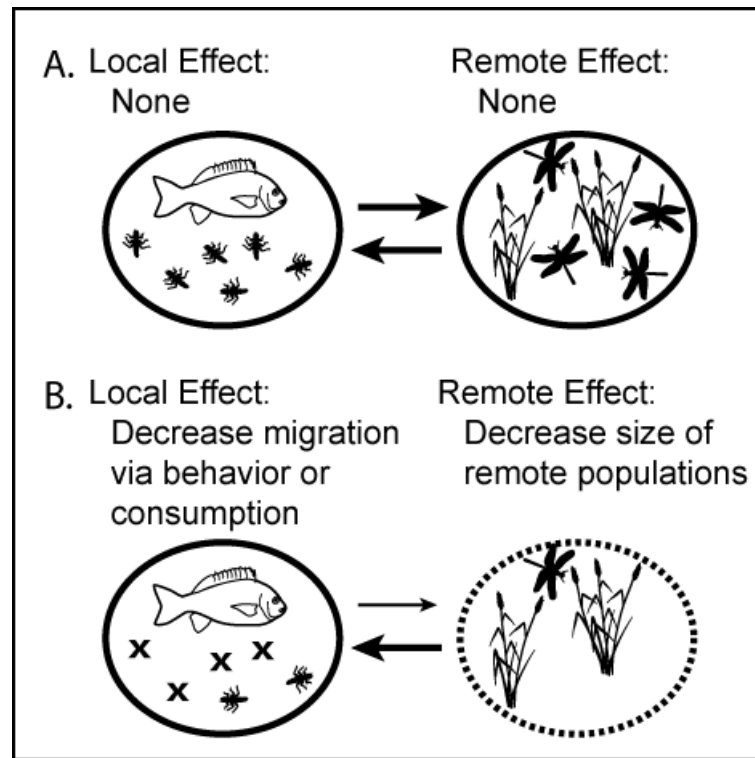 A. Local Effect:
None
Remote Effect:
None
B. Local Effect:
Decrease migration
via behavior or
consumption
Remote Effect:
Decrease size of
remote populations
x x x x